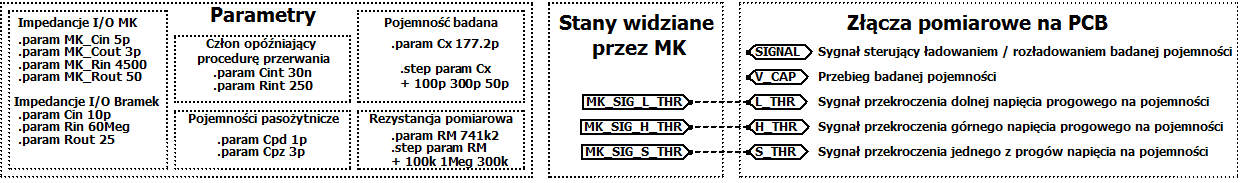 Parametry
Impedancje I/O MK
.param MK_Cin 5p
.param MK_Cout 3p
.param MK_Rin 4500
.param MK_Rout 50
Impedancje I/O Bramek
.param Cin 10p
.param Rin 60Meg
.param Rout 25
Człon opóźniający
procedurę przerwania
.param Cint 30n
.param Rint 250
Pojemności pasożytnicze
.param Cpd 1p
.param Cpz 3p
Pojemność badana
.param Cx 177.2p
.step param Cx
+ 100p 300p 50p
Rezystancja pomiarowa
.param RM 741k2
.step param RM
+ 100k 1Meg 300k
Stany widziane
przez MK
MK_SIG_L_THR
MK_SIG_H_THR
MK_SIG_S_THR
Złącza pomiarowe na PCB
SIGNAL Sygnał sterujący ładowaniem / rozładowaniem badanej pojemności
V_CAP Przebieg badanej pojemności
L_THR Sygnał przekroczenia dolnej napięcia progowego na pojemności
H_THR Sygnał przekroczenia górnego napięcia progowego na pojemności
S_THR Sygnał przekroczenia jednego z progów napięcia na pojemności